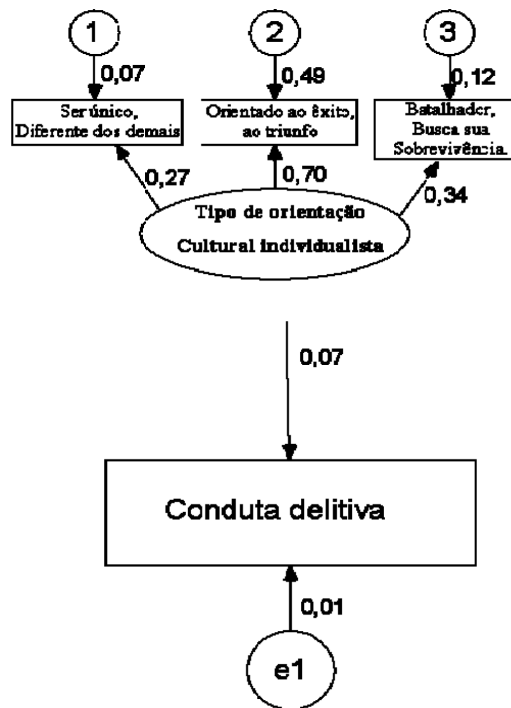 1
2
3
0,07
0,49
0,12
Ser único,
Diferente dos demais
Orientado ao êxito,
ao triunfo
Batalhador,
Busca sua
Sobrevivência.
0,27
0,70
0,34
Tipo de orientação
Cultural individualista
0,07
Conduta delitiva
0,01
e1